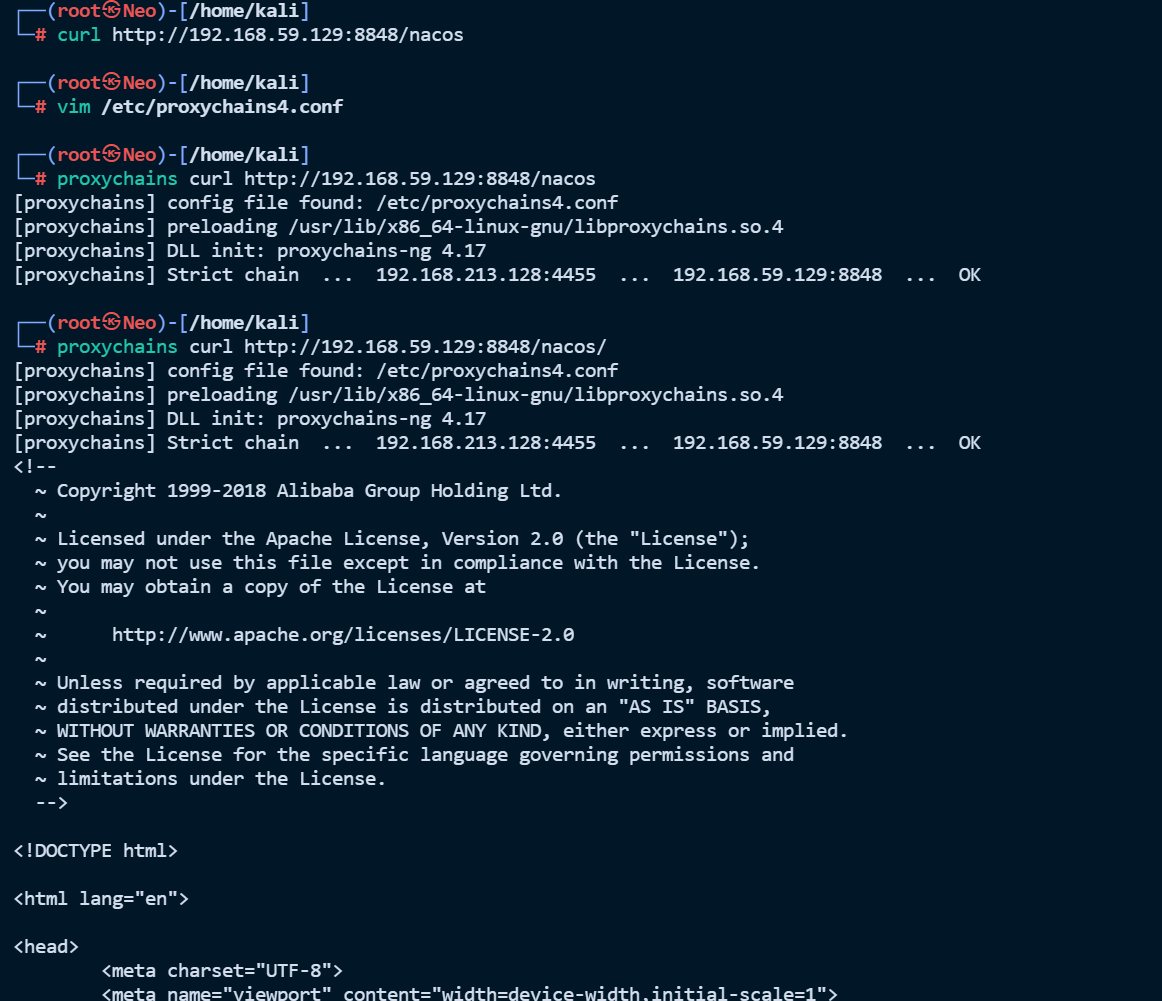 ┌──(root㉿Neo)-[/home/kali]
└─# curl http://192.168.59.129:8848/nacos
┌──(root㉿Neo)-[/home/kali]
└─# vim /etc/proxychains4.conf
┌──(root㉿Neo)-[/home/kali]
└─# proxychains curl http://192.168.59.129:8848/nacos
[proxychains] config file found: /etc/proxychains4.conf
[proxychains] preloading /usr/lib/x86_64-linux-gnu/libproxychains.so.4
[proxychains] DLL init: proxychains-ng 4.17
[proxychains] Strict chain  ...  192.168.213.128:4455  ...  192.168.59.129:8848  ...  OK
┌──(root㉿Neo)-[/home/kali]
└─# proxychains curl http://192.168.59.129:8848/nacos/
[proxychains] config file found: /etc/proxychains4.conf
[proxychains] preloading /usr/lib/x86_64-linux-gnu/libproxychains.so.4
[proxychains] DLL init: proxychains-ng 4.17
[proxychains] Strict chain  ...  192.168.213.128:4455  ...  192.168.59.129:8848  ...  OK
<!--
  ~ Copyright 1999-2018 Alibaba Group Holding Ltd.
  ~
  ~ Licensed under the Apache License, Version 2.0 (the "License");
  ~ you may not use this file except in compliance with the License.
  ~ You may obtain a copy of the License at
  ~
  ~      http://www.apache.org/licenses/LICENSE-2.0
  ~
  ~ Unless required by applicable law or agreed to in writing, software
  ~ distributed under the License is distributed on an "AS IS" BASIS,
  ~ WITHOUT WARRANTIES OR CONDITIONS OF ANY KIND, either express or implied.
  ~ See the License for the specific language governing permissions and
  ~ limitations under the License.
  -->
<!DOCTYPE html>
<html lang="en">
<head>
        <meta charset="UTF-8">
        <meta name="viewport" content="width=device-width,initial-scale=1">